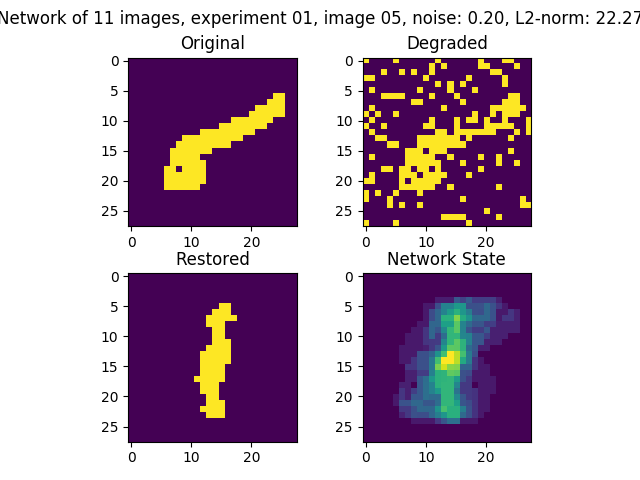 Network of 11 images, experiment 01, image 05, noise: 0.20, L2-norm: 22.27
Original Degraded
0 5 10 15 20 25
0 10 20
0 5 10 15 20 25
0 10 20
Restored Network State
0 5 10 15 20 25
0 10 20
0 5 10 15 20 25
0 10 20